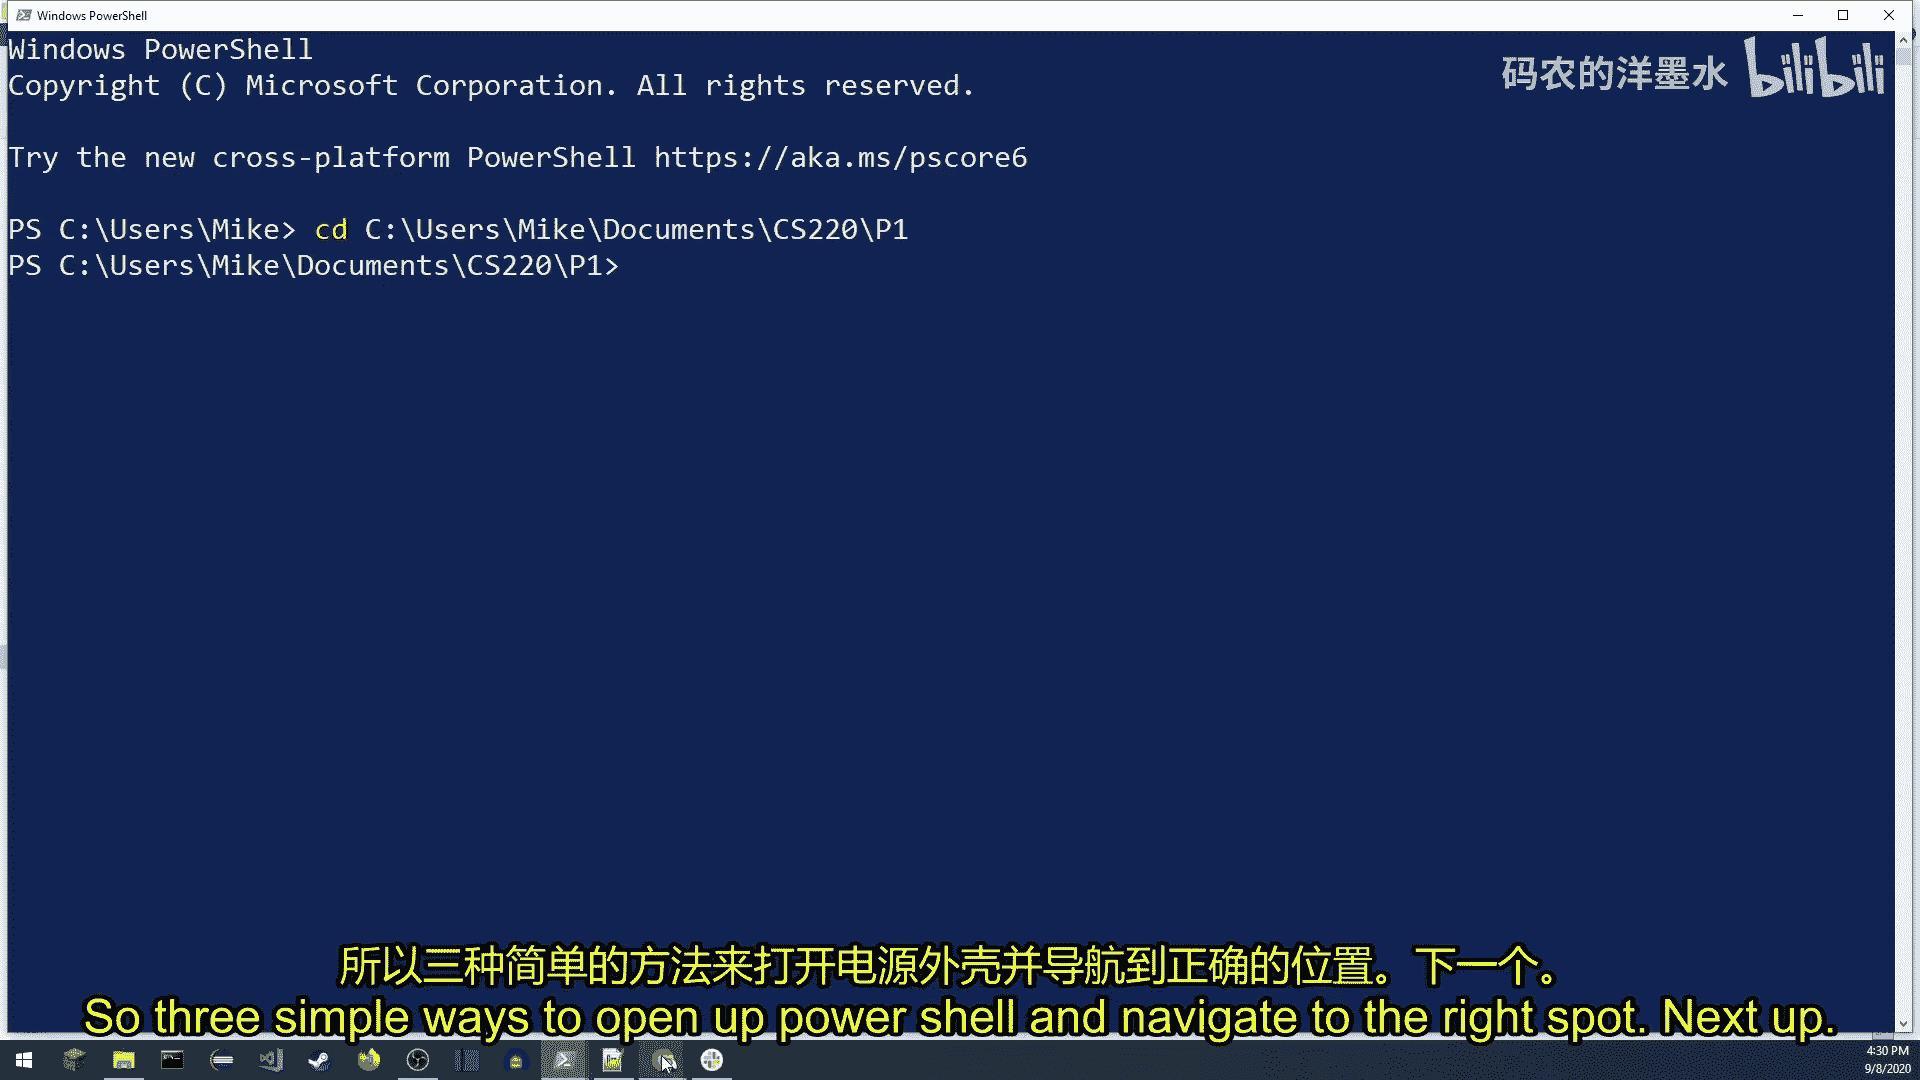 Windows PowerShell
Windows PowerShell
Copyright (C) Microsoft Corporation. All rights reserved.
码农的洋墨水 bilibili
Try the new cross-platform PowerShell https://aka.ms/pscore6
PS C:\Users\Mike> cd C:\Users\Mike\Documents\CS220\P1
PS C:\Users\Mike\Documents\CS220\P1>
所以三种简单的方法来打开电源外壳并导航到正确的位置。下一个。
So three simple ways to open up power shell and navigate to the right spot. Next up.
4:30 PM
9/8/2020